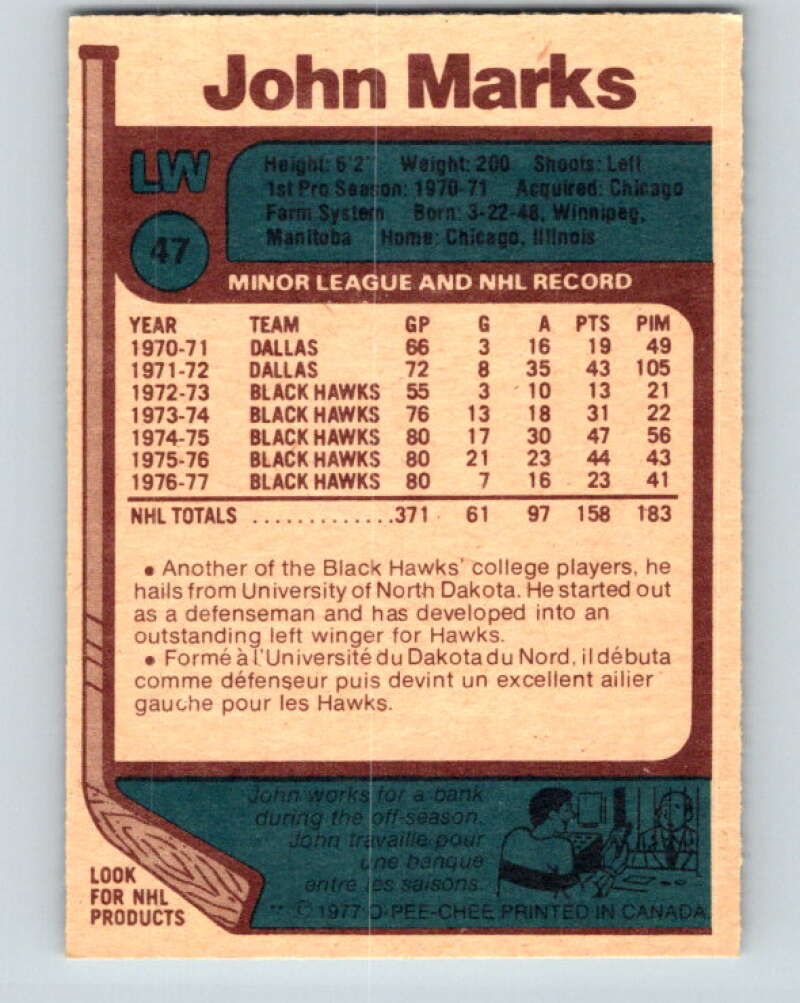 John Marks
LW
47
Height: 6'2" Weight: 200 Shoots: Left
1st Pro Season: 1970-71 Acquired: Chicago
Farm System Born: 3-22-48, Winnipeg,
Manitoba Home: Chicago, Illinois
MINOR LEAGUE AND NHL RECORD
YEAR TEAM GP G A PTS PIM
1970-71 DALLAS 66 3 16 19 49
1971-72 DALLAS 72 8 35 43 105
1972-73 BLACK HAWKS 55 3 10 13 21
1973-74 BLACK HAWKS 76 13 18 31 22
1974-75 BLACK HAWKS 80 17 30 47 56
1975-76 BLACK HAWKS 80 21 23 44 43
1976-77 BLACK HAWKS 80 7 16 23 41
NHL TOTALS .............371 61 97 158 183
• Another of the Black Hawks' college players, he
hails from University of North Dakota. He started out
as a defenseman and has developed into an
outstanding left winger for Hawks.
• Formé à l'Université du Dakota du Nord, il débuta
comme défenseur puis devint un excellent ailier
gauche pour les Hawks.
John works for a bank
during the off-season.
John travaille pour
une banque
entre les saisons.
LOOK
FOR NHL
PRODUCTS
** © 1977 O-PEE-CHEE PRINTED IN CANADA